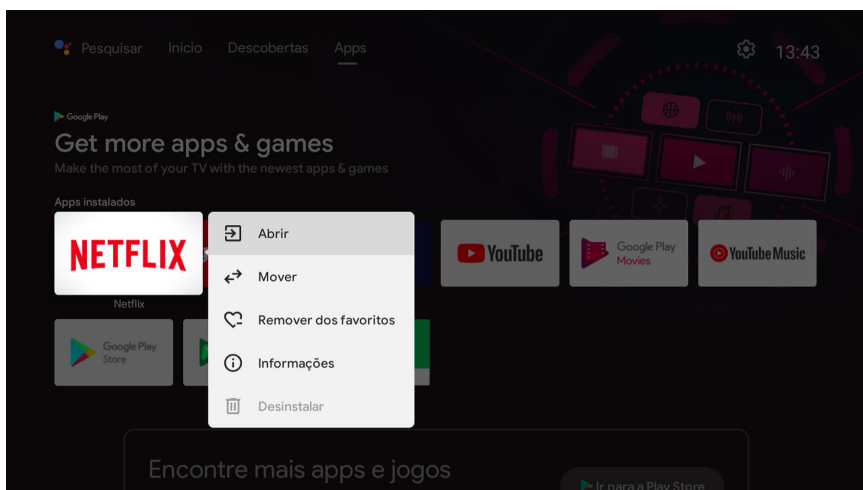 Pesquisar Início Descobertas Apps 13:43
Google Play
Get more apps & games
Make the most of your TV with the newest apps & games
Apps instalados
NETFLIX
Netflix
Abrir
Mover
Remover dos favoritos
Informações
Desinstalar
YouTube
Google Play
Movies
YouTube Music
Google Play
Store
Encontre mais apps e jogos
Ir para a Play Store